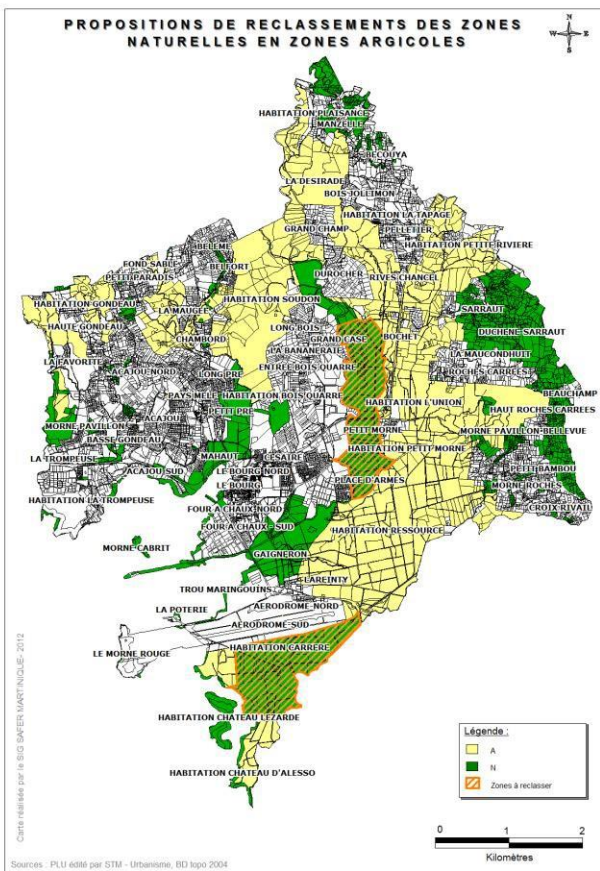 PROPOSITIONS DE RECLASSEMENTS DES ZONES
NATURELLES EN ZONES ARGICOLES
N
W E
S
HABITATION PLAISANCE
MANZELLE
BECOUYA
LA DESIRADE
BOIS JOLLIMON
HABITATION LA TAPAGE
GRAND CHAMP
PELLETIER
HABITATION PETITE RIVIERE
BELEME
FOND SABLE
BELFORT
PETIT PARADIS
DUROCHER
RIVES CHANCEL
HABITATION GONDEAU
HABITATION SOUDON
SARRAUT
LA MAUGEE
HAUTE GONDEAU
LONG BOIS
DUCHENE-SARRAUT
CHAMBORD
GRAND CASE
BOCHET
LA BANANERAIE
LA MAUCONDHUIT
LA FAVORITE
ACAJOU NORD
LONG PRE
ENTREE BOIS QUARRE
ROCHES CARREES
PAYS MELE
HABITATION BOIS QUARRE
HABITATION L'UNION
BEAUCHAMP
PETIT PRE
HAUT ROCHES CARREES
MORNE PAVILLON
ACAJOU
PETIT MORNE
MORNE PAVILLON-BELLEVUE
BASSE GONDEAU
HABITATION PETIT MORNE
LA TROMPEUSE
MAHAUT
CESAIRE
ACAJOU SUD
LE BOURG NORD
PLACE D'ARMES
PETIT BAMBOU
LE BOURG
MORNE ROCHES
HABITATION LA TROMPEUSE
FOUR A CHAUX-NORD
CROIX RIVAIL
FOUR A CHAUX - SUD
HABITATION RESSOURCE
MORNE CABRIT
GAIGNERON
LAREINTY
TROU MARINGOUINS
AERODROME-NORD
LA POTERIE
AERODROME-SUD
HABITATION CARRERE
LE MORNE ROUGE
HABITATION CHATEAU LEZARDE
HABITATION CHATEAU D'ALESSO
Légende :
A
N
Zones à reclasser
0 1 2
Kilomètres
Carte réalisée par le SIG SAFER MARTINIQUE- 2012
Sources : PLU édité par STM - Urbanisme, BD topo 2004